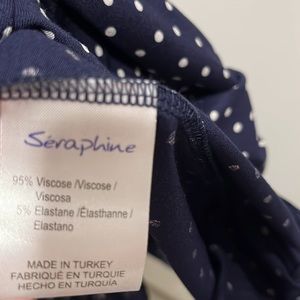 Séraphine
95% Viscose /Viscose /
Viscosa
5% Elastane /Élasthanne /
Elastano
MADE IN TURKEY
FABRIQUÉ EN TURQUIE
HECHO EN TURQUÍA